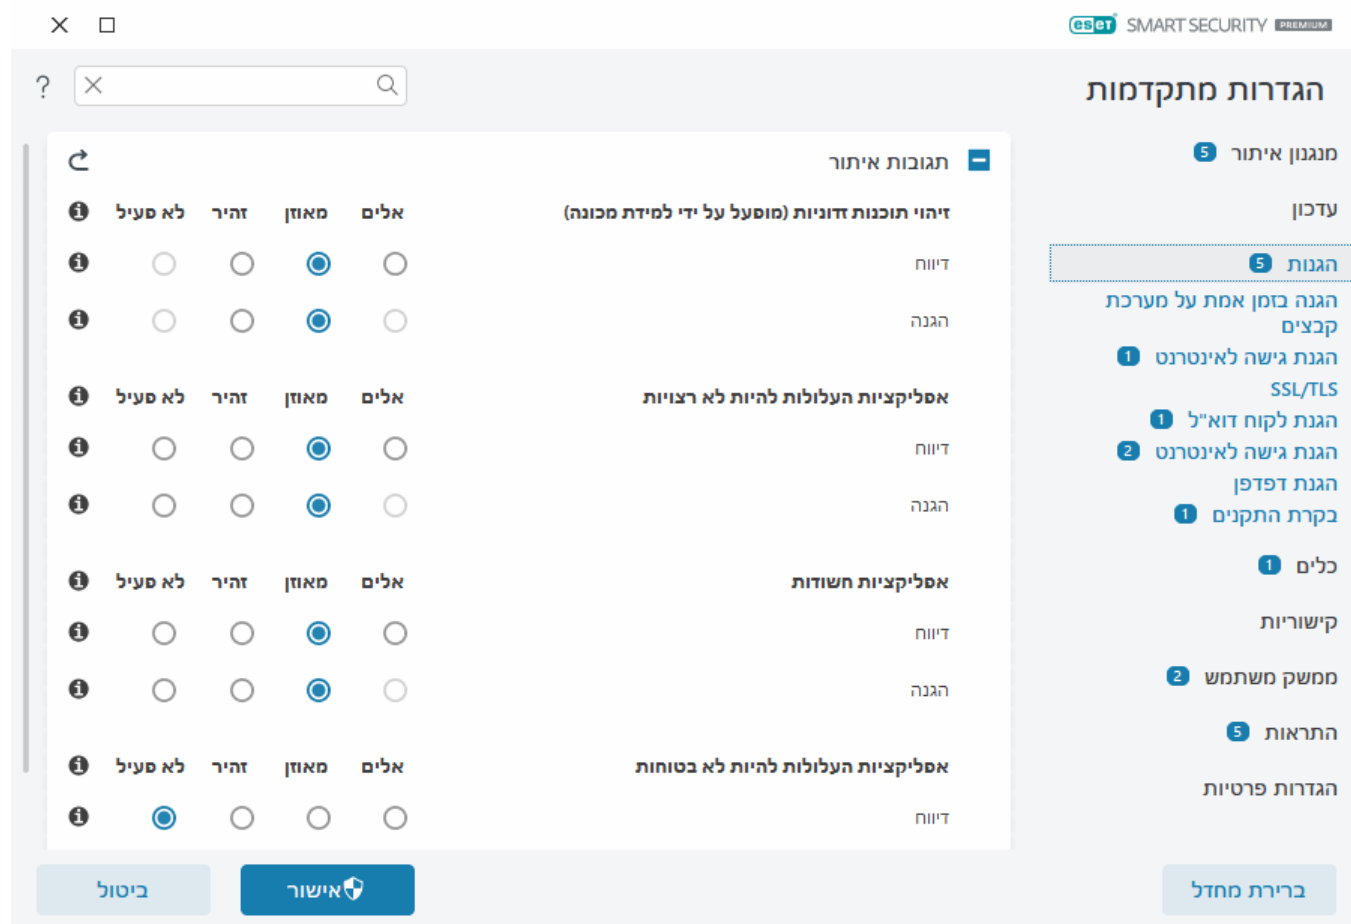 eset SMART SECURITY PREMIUM
הגדרות מתקדמות
?
מנגנון איתור 5
עדכון
הגנות 5
הגנה בזמן אמת על מערכת
קבצים
הגנת גישה לאינטרנט 1
SSL/TLS
הגנת לקוח דוא"ל 1
הגנת גישה לאינטרנט 2
הגנת דפדפן
בקרת התקנים 1
כלים 1
קישוריות
ממשק משתמש 2
התראות 5
הגדרות פרטיות
תגובות איתור
זיהוי תוכנות זדוניות (מופעל על ידי למידת מכונה) אלים מאוזן זהיר לא פעיל
דיווח
הגנה
אפליקציות העלולות להיות לא רצויות אלים מאוזן זהיר לא פעיל
דיווח
הגנה
אפליקציות חשודות אלים מאוזן זהיר לא פעיל
דיווח
הגנה
אפליקציות העלולות להיות לא בטוחות אלים מאוזן זהיר לא פעיל
דיווח
ברירת מחדל
אישור
ביטול